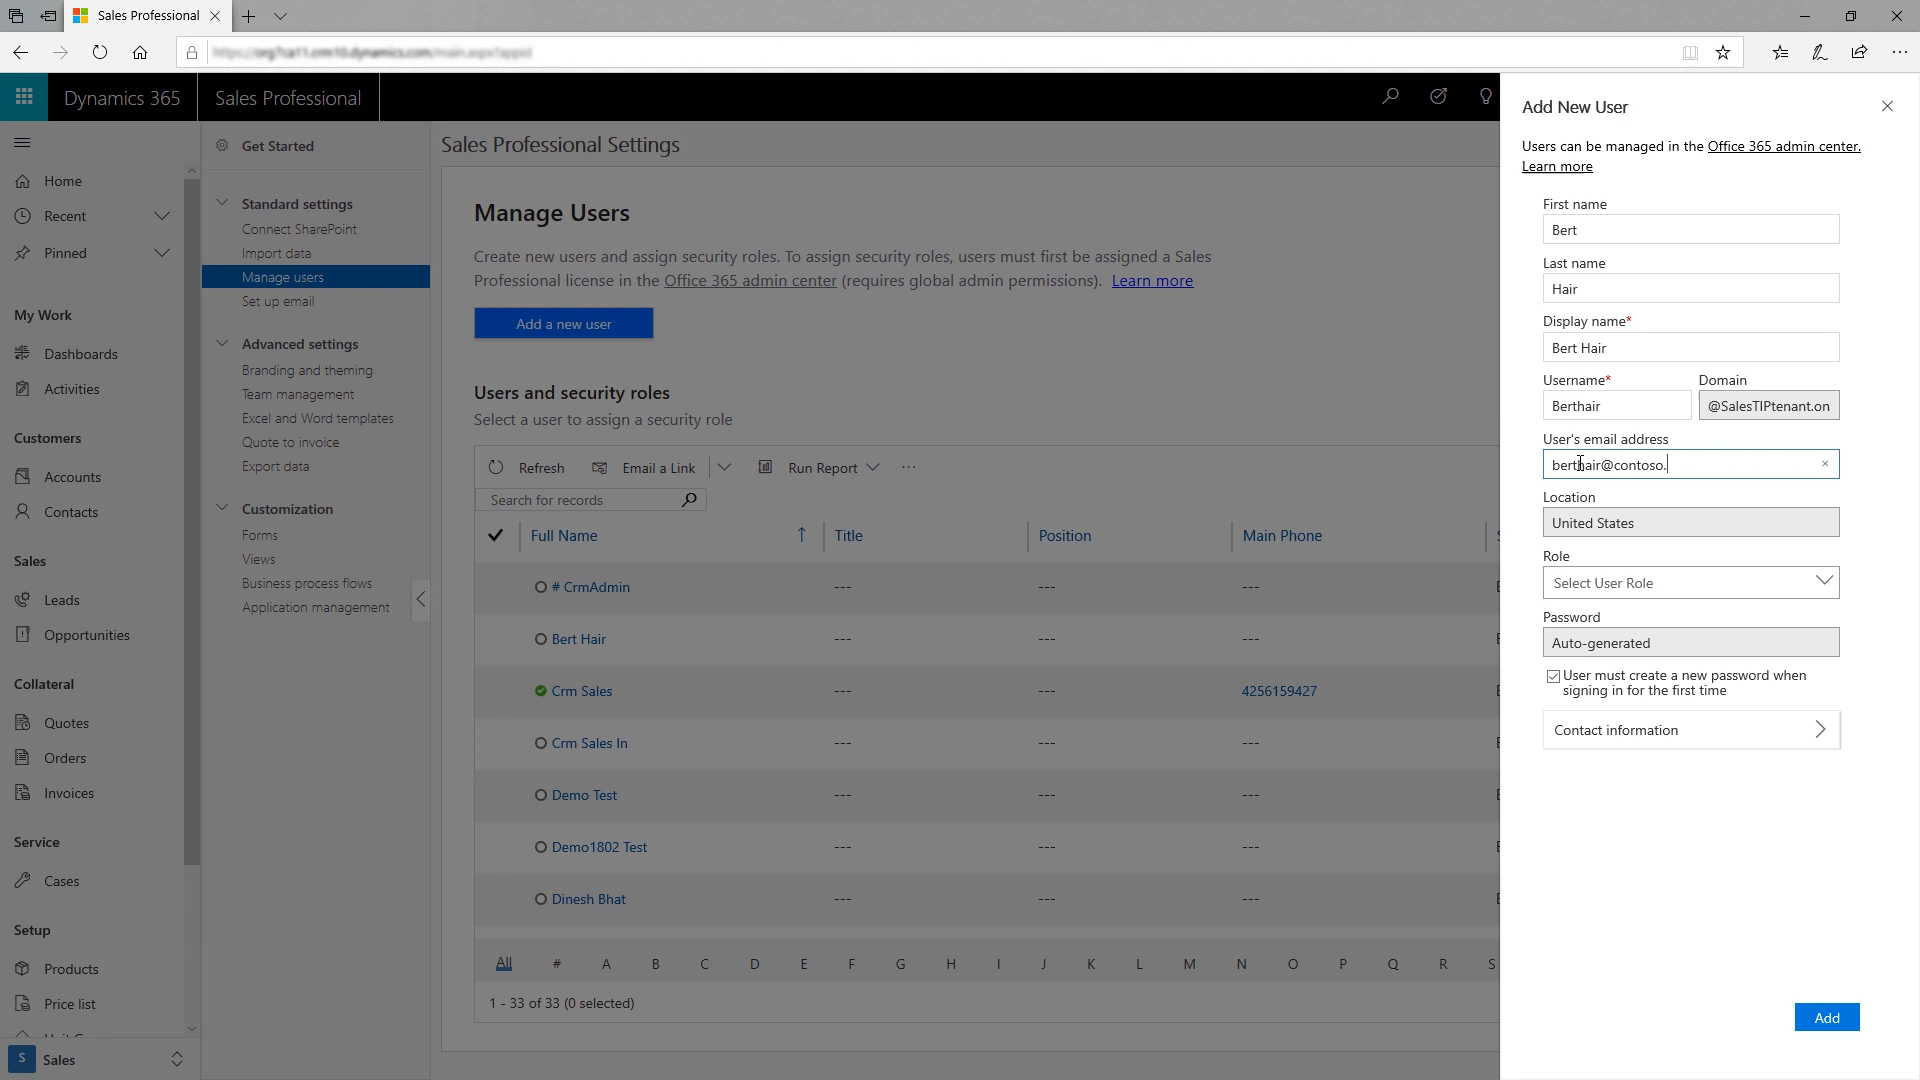 Sales Professional
Dynamics 365
Sales Professional
Home
Recent
Pinned
My Work
Dashboards
Activities
Customers
Accounts
Contacts
Sales
Leads
Opportunities
Collateral
Quotes
Orders
Invoices
Service
Cases
Setup
Products
Price list
S
Sales
Get Started
Standard settings
Connect SharePoint
Import data
Manage users
Set up email
Advanced settings
Branding and theming
Team management
Excel and Word templates
Quote to invoice
Export data
Customization
Forms
Views
Business process flows
Application management
Sales Professional Settings
Manage Users
Create new users and assign security roles. To assign security roles, users must first be assigned a Sales
Professional license in the Office 365 admin center (requires global admin permissions). Learn more
Add a new user
Users and security roles
Select a user to assign a security role
Refresh Email a Link Run Report ...
Search for records
Full Name Title Position Main Phone
# CrmAdmin --- --- ---
Bert Hair --- --- ---
Crm Sales --- --- 4256159427
Crm Sales In --- --- ---
Demo Test --- --- ---
Demo1802 Test --- --- ---
Dinesh Bhat --- --- ---
All # A B C D E F G H I J K L M N O P Q R S
1 - 33 of 33 (0 selected)
Add New User
Users can be managed in the Office 365 admin center.
Learn more
First name
Bert
Last name
Hair
Display name*
Bert Hair
Username* Domain
Berthair @SalesTIPtenant.on
User's email address
berthair@contoso.
Location
United States
Role
Select User Role
Password
Auto-generated
User must create a new password when
signing in for the first time
Contact information
Add